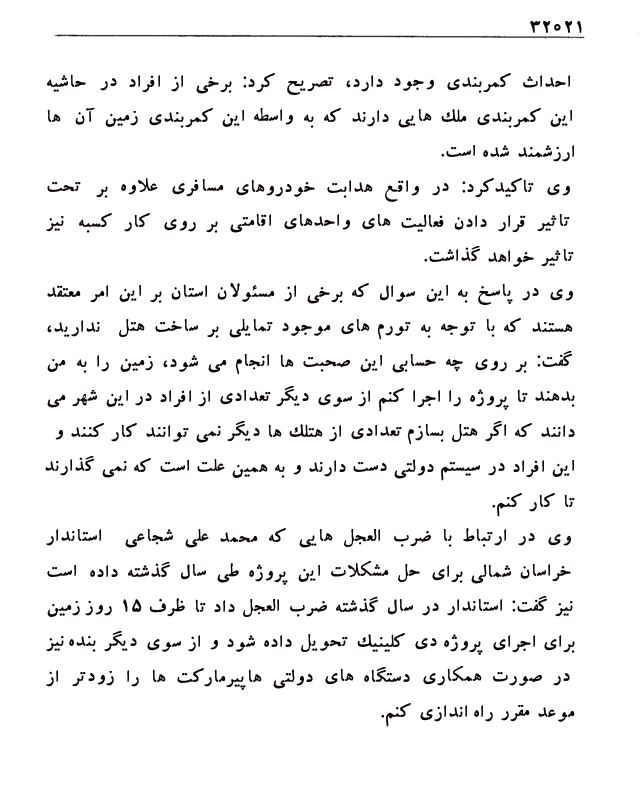 ۳۲۰۲۱
احداث کمربندی وجود دارد، تصریح کرد: برخی از افراد در حاشیه
این کمربندی ملك هایی دارند که به واسطه این کمربندی زمین آن ها
ارزشمند شده است.
وی تاکیدکرد: در واقع هدایت خودروهای مسافری علاوه بر تحت
تاثیر قرار دادن فعالیت های واحدهای اقامتی بر روی کار کسبه نیز
تاثیر خواهد گذاشت.
وی در پاسخ به این سوال که برخی از مسئولان استان بر این امر معتقد
هستند که با توجه به تورم های موجود تمایلی بر ساخت هتل ندارید،
گفت: بر روی چه حسابی این صحبت ها انجام می شود، زمین را به من
بدهند تا پروژه را اجرا کنم از سوی دیگر تعدادی از افراد در این شهر می
دانند که اگر هتل بسازم تعدادی از هتلك ها دیگر نمی توانند کار کنند و
این افراد در سیستم دولتی دست دارند و به همین علت است که نمی گذارند
تا کار کنم.
وی در ارتباط با ضرب العجل هایی که محمد علی شجاعی استاندار
خراسان شمالی برای حل مشکلات این پروژه طی سال گذشته داده است
نیز گفت: استاندار در سال گذشته ضرب العجل داد تا ظرف ۱۵ روز زمین
برای اجرای پروژه دی کلینیك تحویل داده شود و از سوی دیگر بنده نیز
در صورت همکاری دستگاه های دولتی هایپرمارکت ها را زودتر از
موعد مقرر راه اندازی کنم.